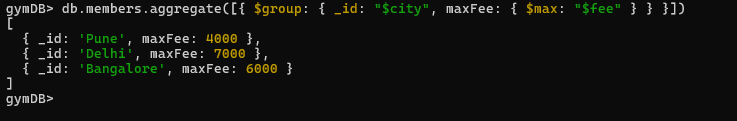 gymDB> db.members.aggregate([{ $group: { _id: "$city", maxFee: { $max: "$fee" } } }])
[
  { _id: 'Pune', maxFee: 4000 },
  { _id: 'Delhi', maxFee: 7000 },
  { _id: 'Bangalore', maxFee: 6000 }
]
gymDB>